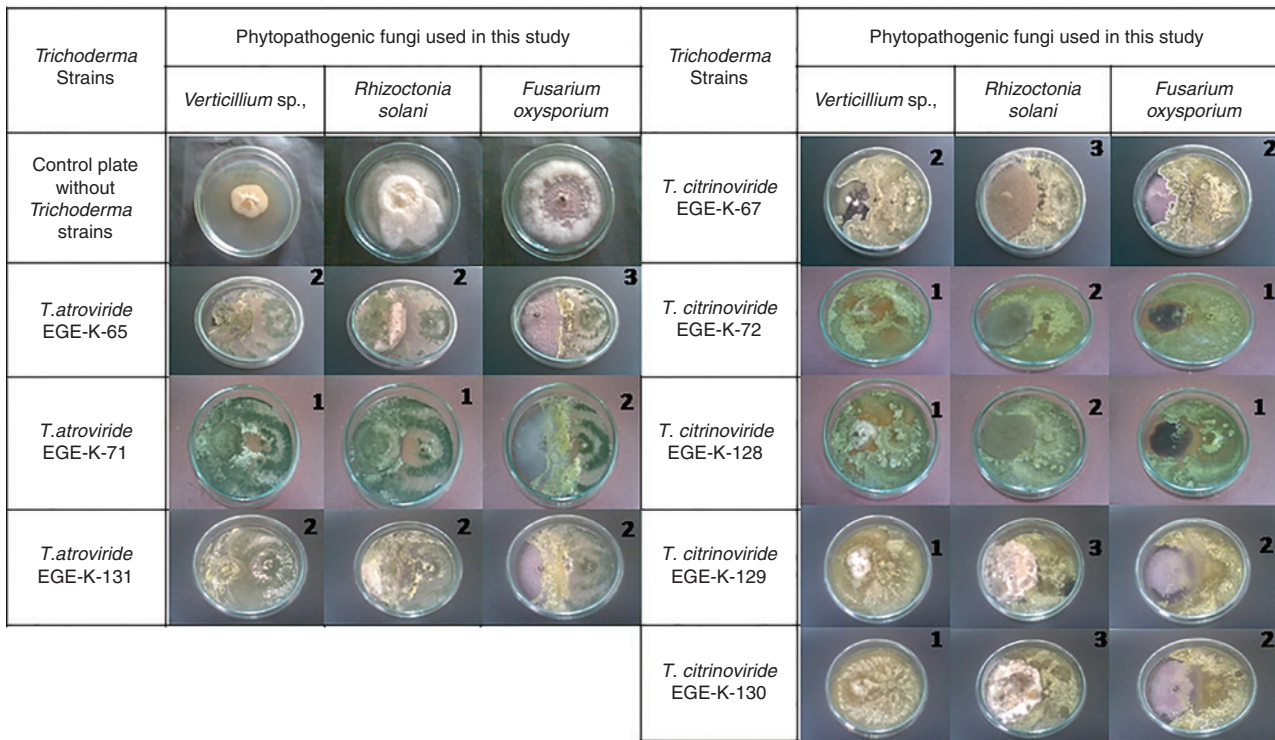 Trichoderma
Strains
Phytopathogenic fungi used in this study
Verticillium sp.,
Rhizoctonia
solani
Fusarium
oxysporium
Control plate
without
Trichoderma
strains
T.atroviride
EGE-K-65
2
2
3
T.atroviride
EGE-K-71
1
1
2
T.atroviride
EGE-K-131
2
2
2
Trichoderma
Strains
Phytopathogenic fungi used in this study
Verticillium sp.,
Rhizoctonia
solani
Fusarium
oxysporium
T. citrinoviride
EGE-K-67
2
3
2
T. citrinoviride
EGE-K-72
1
2
1
T. citrinoviride
EGE-K-128
1
2
1
T. citrinoviride
EGE-K-129
1
3
2
T. citrinoviride
EGE-K-130
1
3
2